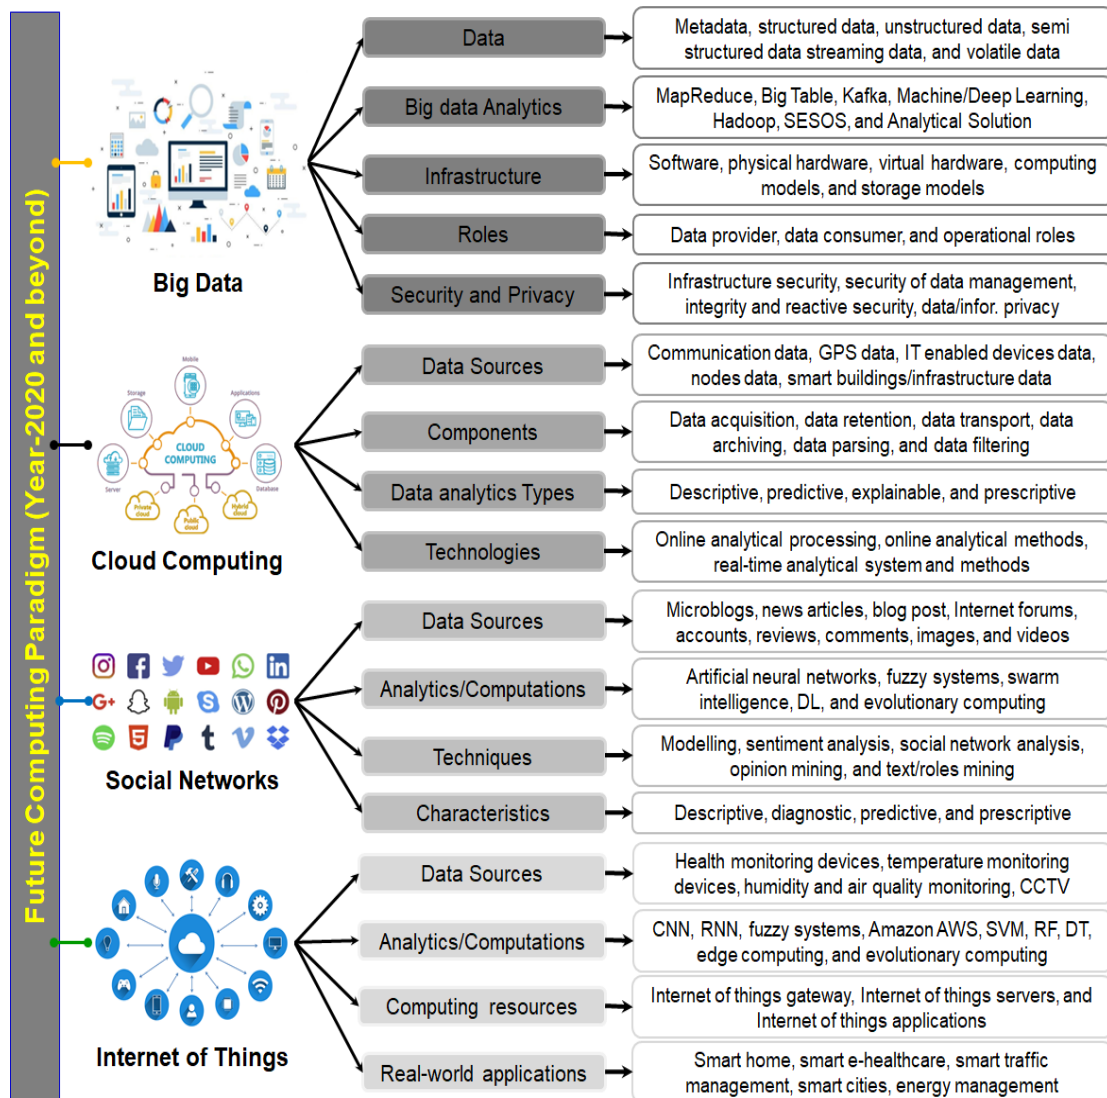 Future Computing Paradigm (Year-2020 and beyond)
Big Data
Data
Metadata, structured data, unstructured data, semi
structured data streaming data, and volatile data
Big data Analytics
MapReduce, Big Table, Kafka, Machine/Deep Learning,
Hadoop, SESOS, and Analytical Solution
Infrastructure
Software, physical hardware, virtual hardware, computing
models, and storage models
Roles
Data provider, data consumer, and operational roles
Security and Privacy
Infrastructure security, security of data management,
integrity and reactive security, data/infor. privacy
Mobile
Storage
Applications
CLOUD
COMPUTING
Server
Database
Private
cloud
Public
cloud
Hybrid
cloud
Cloud Computing
Data Sources
Communication data, GPS data, IT enabled devices data,
nodes data, smart buildings/infrastructure data
Components
Data acquisition, data retention, data transport, data
archiving, data parsing, and data filtering
Data analytics Types
Descriptive, predictive, explainable, and prescriptive
Technologies
Online analytical processing, online analytical methods,
real-time analytical system and methods
Social Networks
Data Sources
Microblogs, news articles, blog post, Internet forums,
accounts, reviews, comments, images, and videos
Analytics/Computations
Artificial neural networks, fuzzy systems, swarm
intelligence, DL, and evolutionary computing
Techniques
Modelling, sentiment analysis, social network analysis,
opinion mining, and text/roles mining
Characteristics
Descriptive, diagnostic, predictive, and prescriptive
Internet of Things
Data Sources
Health monitoring devices, temperature monitoring
devices, humidity and air quality monitoring, CCTV
Analytics/Computations
CNN, RNN, fuzzy systems, Amazon AWS, SVM, RF, DT,
edge computing, and evolutionary computing
Computing resources
Internet of things gateway, Internet of things servers, and
Internet of things applications
Real-world applications
Smart home, smart e-healthcare, smart traffic
management, smart cities, energy management